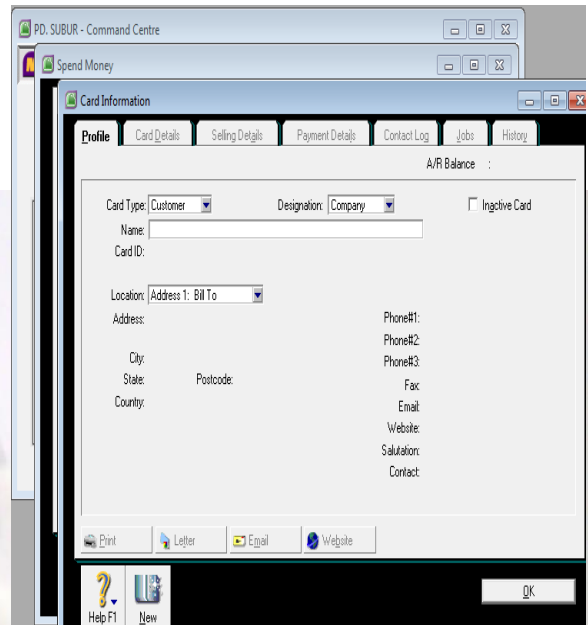 PD. SUBUR - Command Centre
Spend Money
Card Information
Profile Card Details Selling Details Payment Details Contact Log Jobs History
A/R Balance :
Card Type: Customer Designation: Company Inactive Card
Name:
Card ID:
Location: Address 1: Bill To
Address: Phone#1:
Phone#2:
City: Phone#3:
State: Postcode: Fax:
Country: Email:
Website:
Salutation:
Contact:
Print Letter Email Website
Help F1 New OK